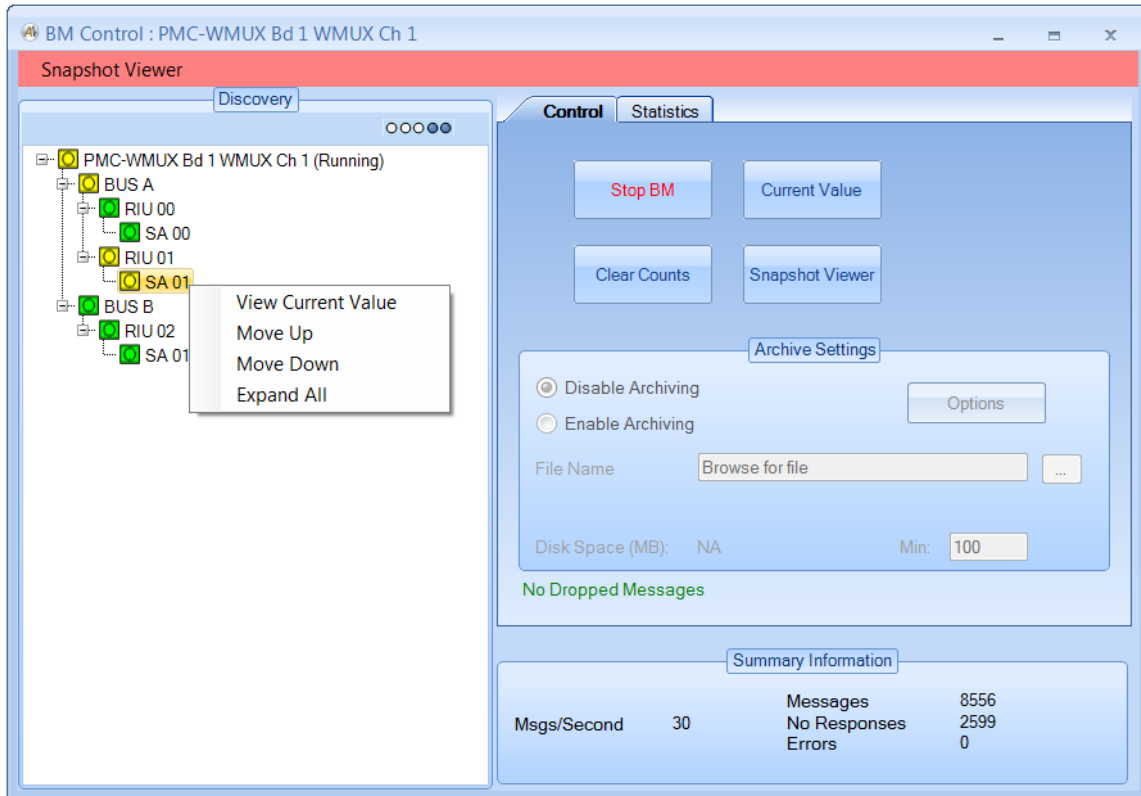 BM Control : PMC-WMUX Bd 1 WMUX Ch 1
Snapshot Viewer
Discovery
PMC-WMUX Bd 1 WMUX Ch 1 (Running)
BUS A
RIU 00
SA 00
RIU 01
SA 01
BUS B
RIU 02
SA 01
View Current Value
Move Up
Move Down
Expand All
Control Statistics
Stop BM Current Value
Clear Counts Snapshot Viewer
Archive Settings
Disable Archiving
Options
Enable Archiving
File Name Browse for file ...
Disk Space (MB): NA Min: 100
No Dropped Messages
Summary Information
Messages 8556
Msgs/Second 30 No Responses 2599
Errors 0